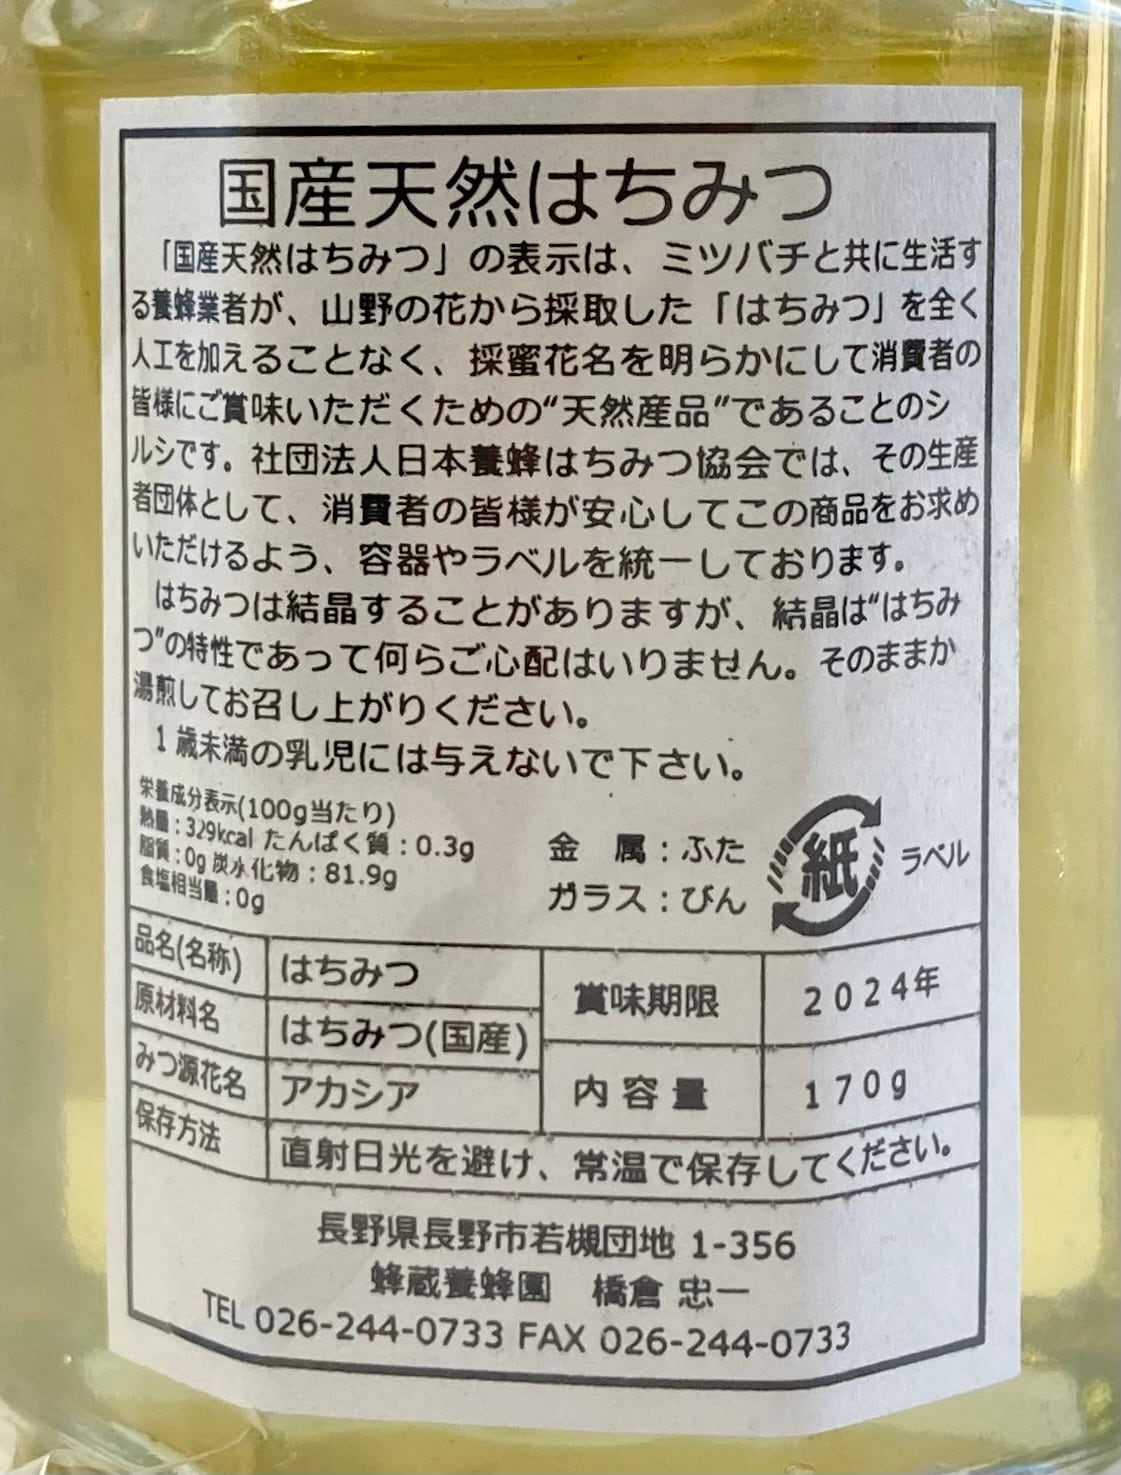 国産天然はちみつ
「国産天然はちみつ」の表示は、ミツバチと共に生活す
る養蜂業者が、山野の花から採取した「はちみつ」を全く
人工を加えることなく、採蜜花名を明らかにして消費者の
皆様にご賞味いただくための“天然産品”であることのシ
ルシです。社団法人日本養蜂はちみつ協会では、その生産
者団体として、消費者の皆様が安心してこの商品をお求め
いただけるよう、容器やラベルを統一しております。
はちみつは結晶することがありますが、結晶は“はちみ
つ”の特性であって何らご心配はいりません。そのままか
湯煎してお召し上がりください。
1歳未満の乳児には与えないで下さい。
栄養成分表示(100g当たり)
熱量：329kcal たんぱく質：0.3g
脂質：0g 炭水化物：81.9g
食塩相当量：0g
金　属：ふた
ガラス：びん
紙 ラベル
品名(名称) はちみつ
原材料名 はちみつ(国産)
みつ源花名 アカシア
賞味期限 2024年
内容量 170g
保存方法 直射日光を避け、常温で保存してください。
長野県長野市若槻団地 1-356
蜂蔵養蜂園　橋倉 忠一
TEL 026-244-0733 FAX 026-244-0733